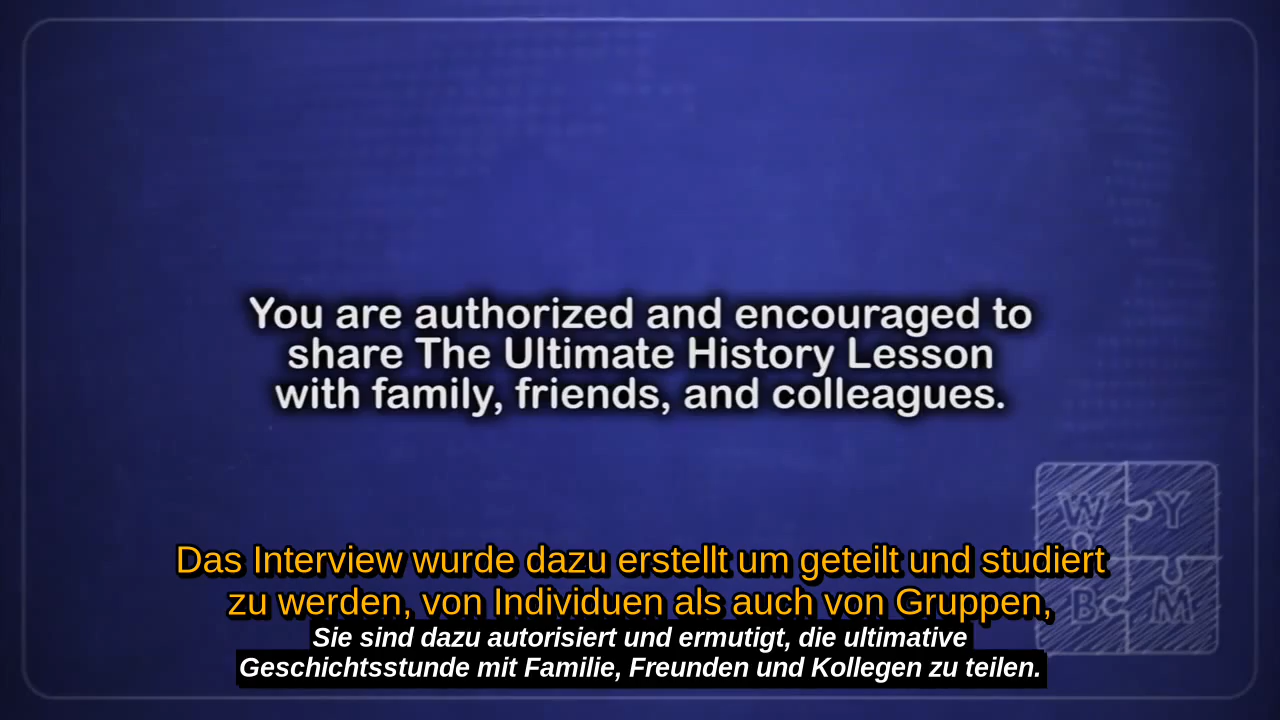 You are authorized and encouraged to
share The Ultimate History Lesson
with family, friends, and colleagues.
W Y
B M
Das Interview wurde dazu erstellt um geteilt und studiert
zu werden, von Individuen als auch von Gruppen,
Sie sind dazu autorisiert und ermutigt, die ultimative
Geschichtsstunde mit Familie, Freunden und Kollegen zu teilen.